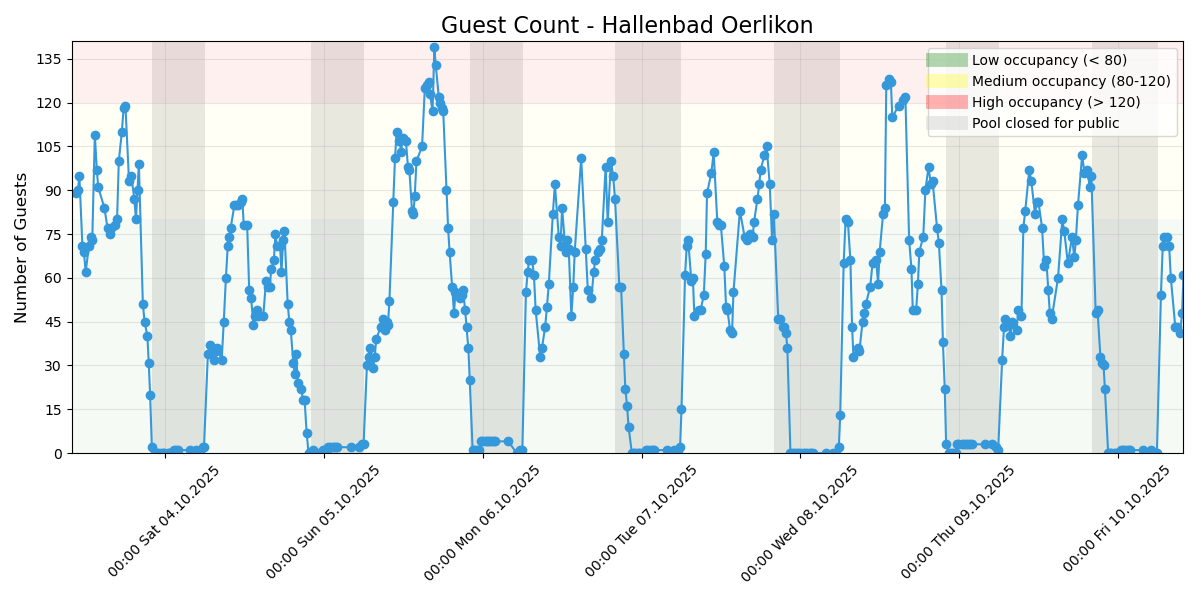 Guest Count - Hallenbad Oerlikon
Number of Guests
135
120
105
90
75
60
45
30
15
0
Low occupancy (< 80)
Medium occupancy (80-120)
High occupancy (> 120)
Pool closed for public
00:00 Sat 04.10.2025
00:00 Sun 05.10.2025
00:00 Mon 06.10.2025
00:00 Tue 07.10.2025
00:00 Wed 08.10.2025
00:00 Thu 09.10.2025
00:00 Fri 10.10.2025